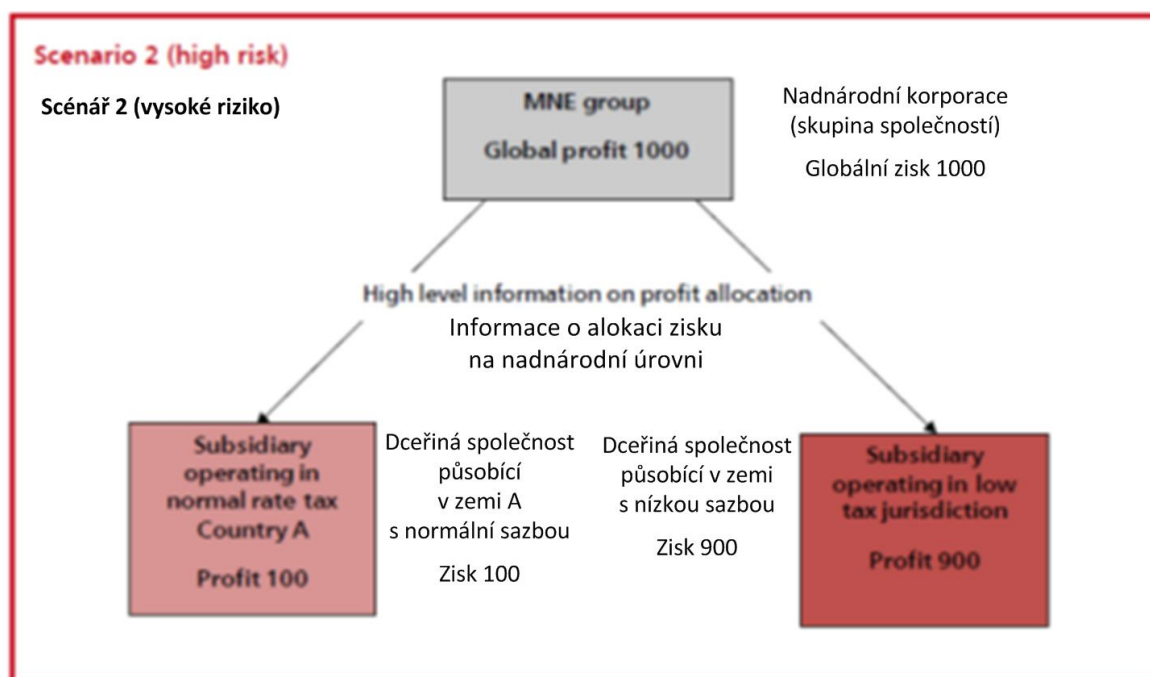 Scenario 2 (high risk)
Scénář 2 (vysoké riziko)
MNE group
Global profit 1000
Nadnárodní korporace
(skupina společností)
Globální zisk 1000
High level information on profit allocation
Informace o alokaci zisku
na nadnárodní úrovni
Subsidiary
operating in
normal rate tax
Country A
Profit 100
Dceřiná společnost
působící
v zemi A
s normální sazbou
Zisk 100
Dceřiná společnost
působící v zemi
s nízkou sazbou
Zisk 900
Subsidiary
operating in low
tax jurisdiction
Profit 900